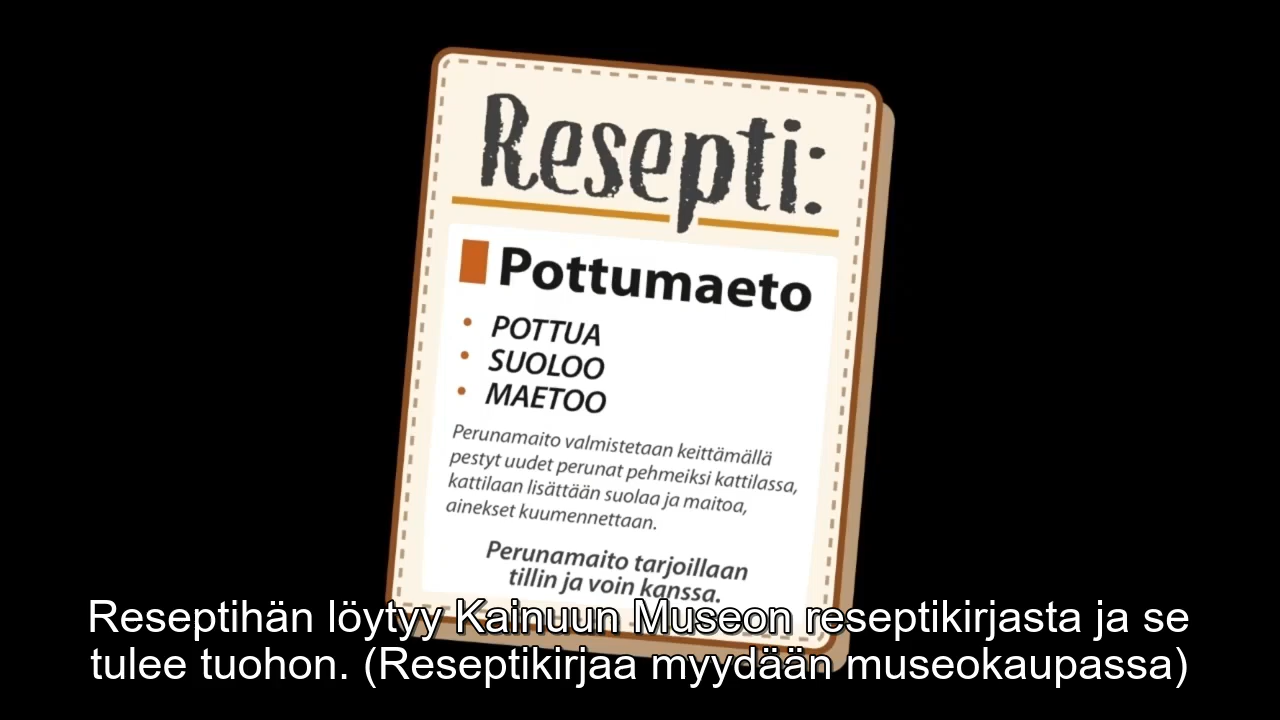 Resepti:
Pottumaeto
• POTTUA
• SUOLOO
• MAETOO
Perunamaito valmistetaan keittämällä
pestyt uudet perunat pehmeiksi kattilassa,
kattilaan lisättään suolaa ja maitoa,
ainekset kuumennettaan.
Perunamaito tarjoillaan
tillin ja voin kanssa.
Reseptihän löytyy Kainuun Museon reseptikirjasta ja se
tulee tuohon. (Reseptikirjaa myydään museokaupassa)